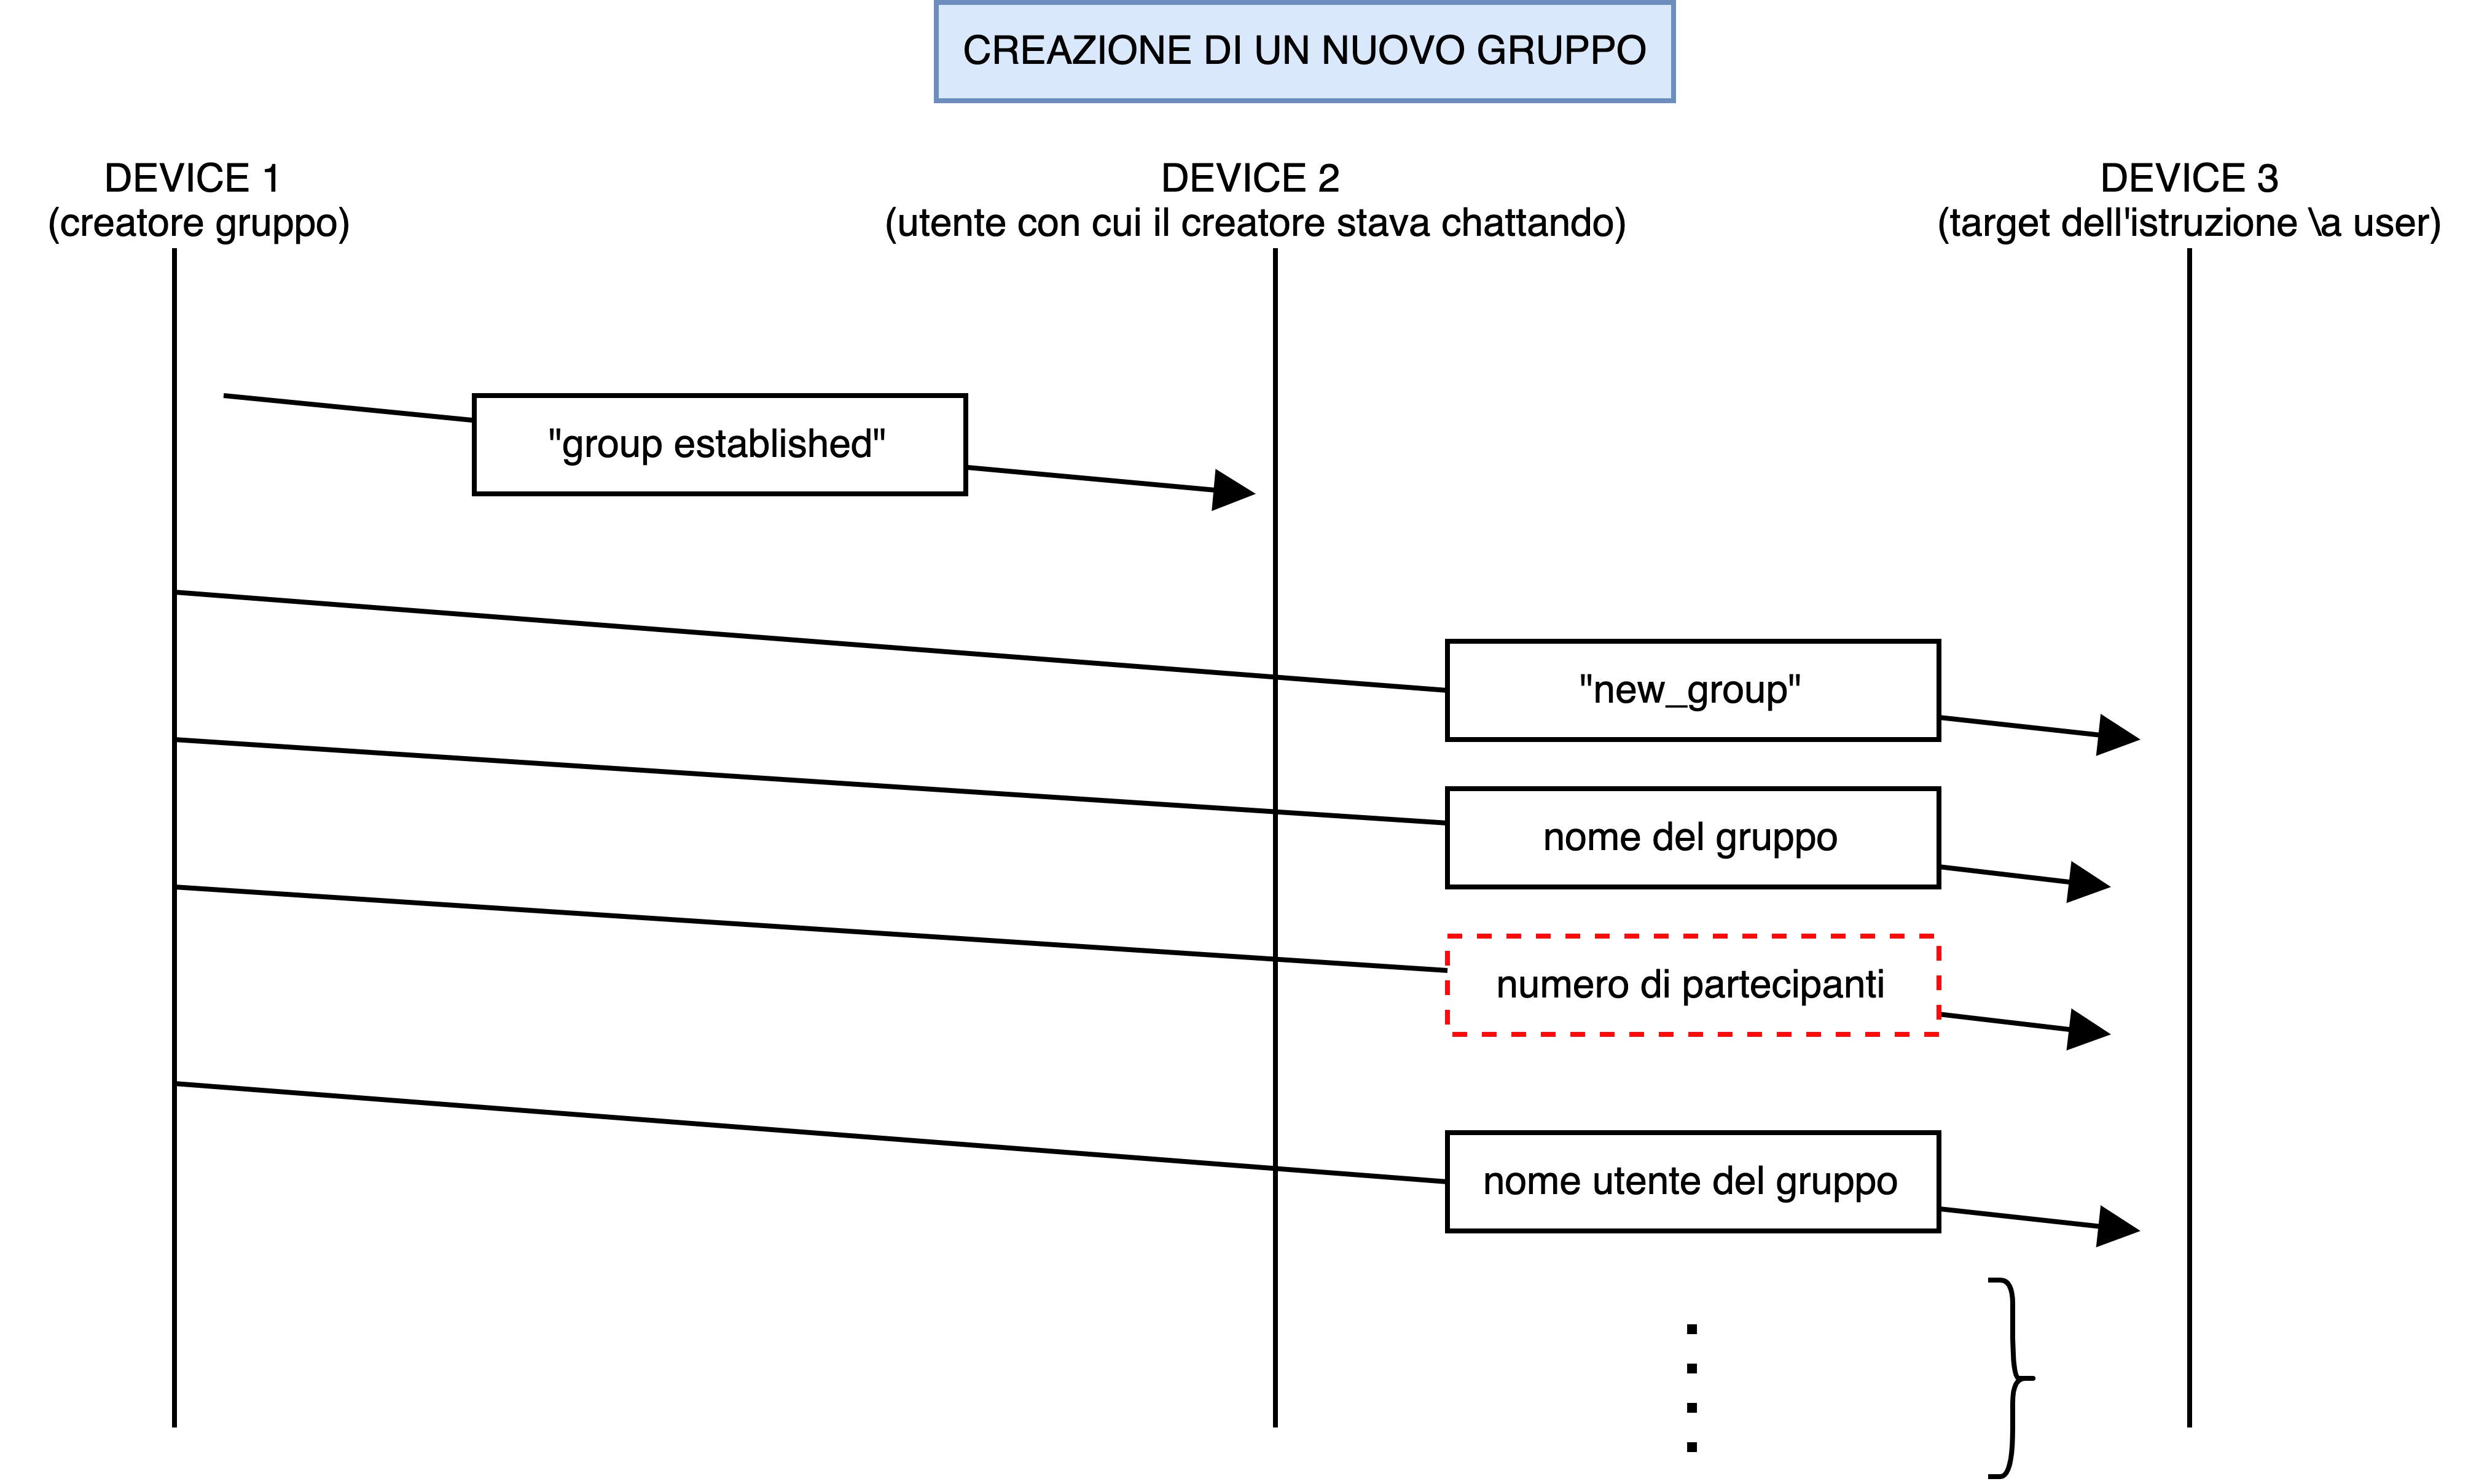 CREAZIONE DI UN NUOVO GRUPPO
DEVICE 1
(creatore gruppo)
DEVICE 2
(utente con cui il creatore stava chattando)
DEVICE 3
(target dell'istruzione \a user)
"group established"
"new_group"
nome del gruppo
numero di partecipanti
nome utente del gruppo